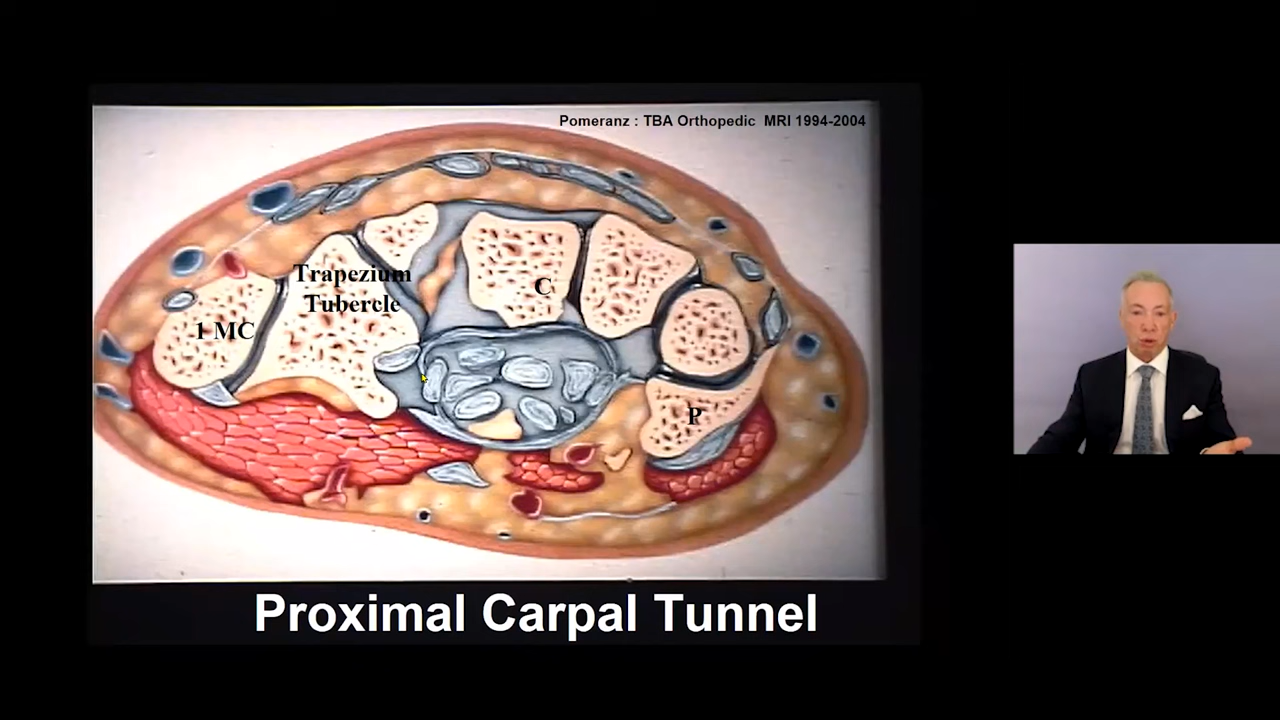 Pomeranz : TBA Orthopedic MRI 1994-2004
Trapezium
Tubercle
C
1 MC
P
Proximal Carpal Tunnel